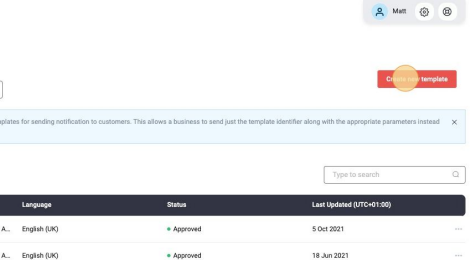 Matt
Create new template
mplates for sending notification to customers. This allows a business to send just the template identifier along with the appropriate parameters instead
Type to search
Language Status Last Updated (UTC+01:00)
A... English (UK) Approved 5 Oct 2021
A... English (UK) Approved 18 Jun 2021